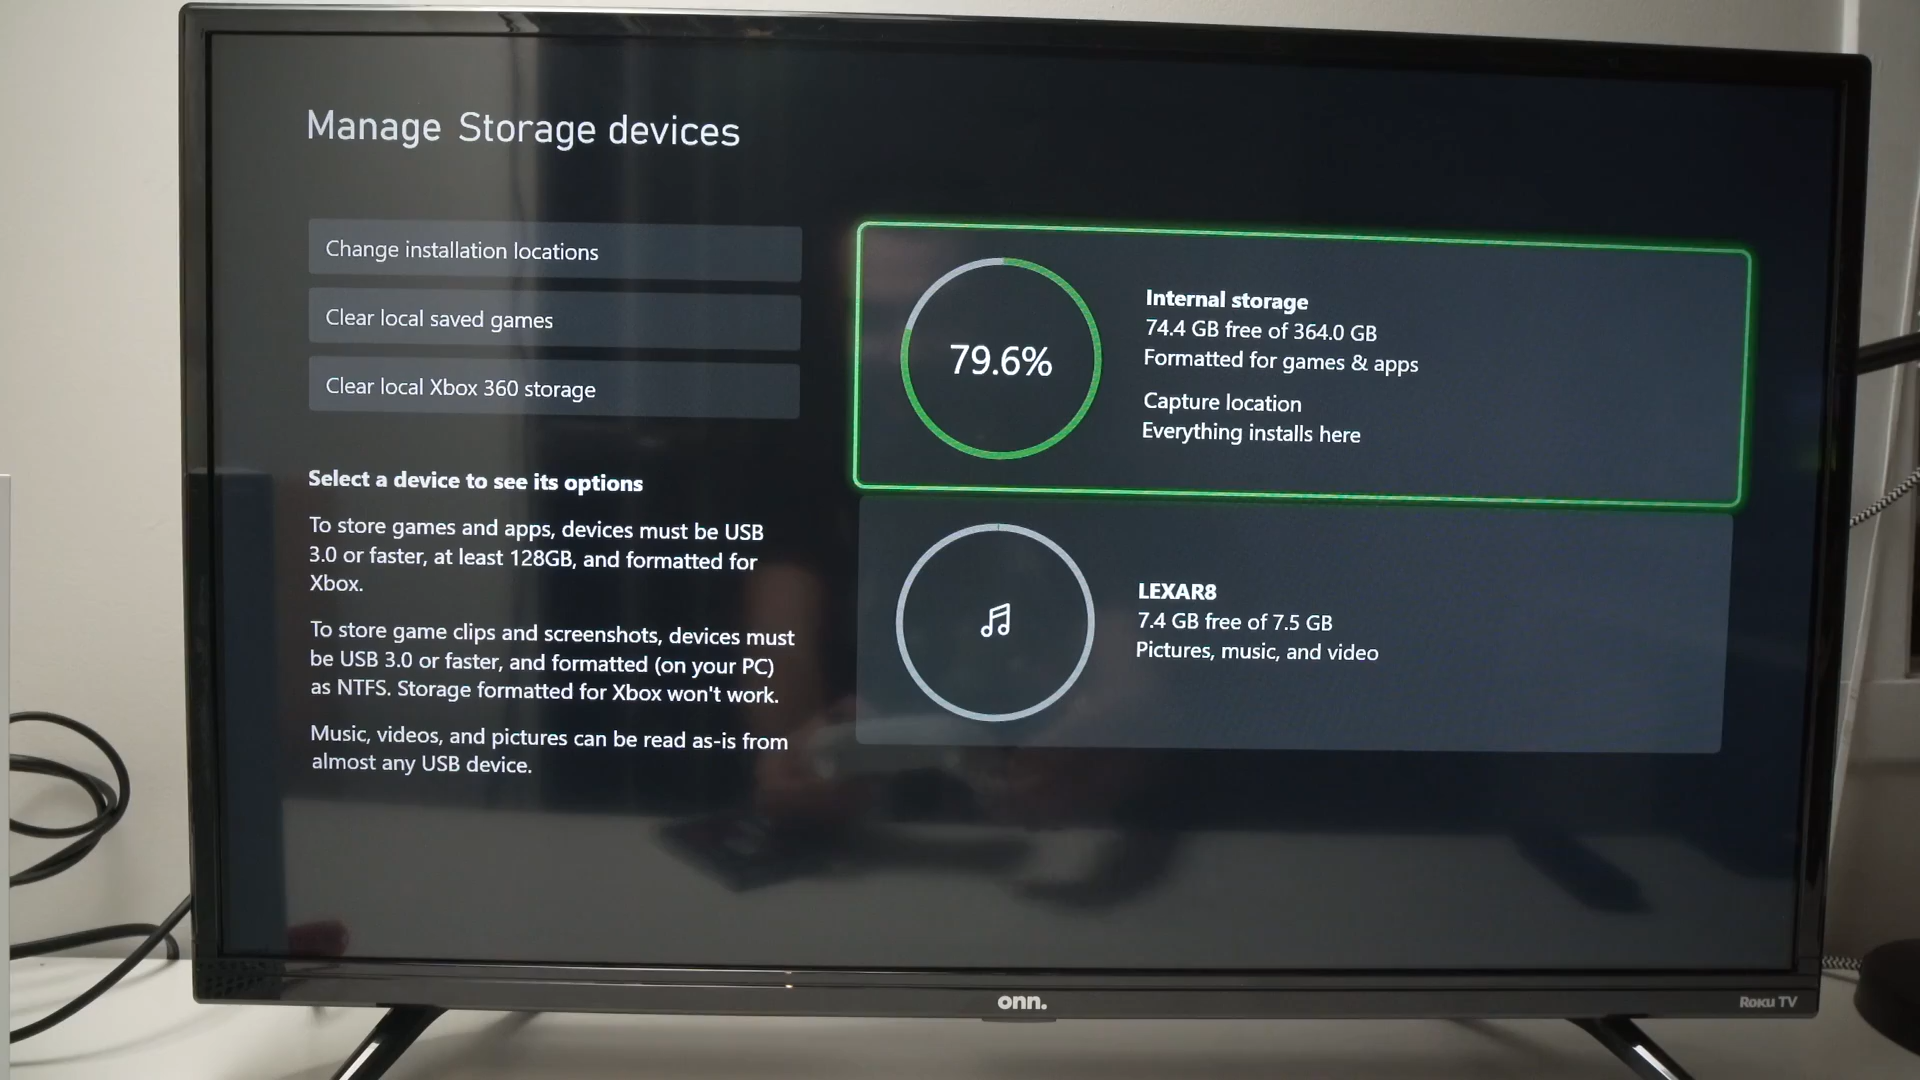 Manage Storage devices
Change installation locations
Clear local saved games
Clear local Xbox 360 storage
Select a device to see its options
To store games and apps, devices must be USB
3.0 or faster, at least 128GB, and formatted for
Xbox.
To store game clips and screenshots, devices must
be USB 3.0 or faster, and formatted (on your PC)
as NTFS. Storage formatted for Xbox won't work.
Music, videos, and pictures can be read as-is from
almost any USB device.
79.6%
Internal storage
74.4 GB free of 364.0 GB
Formatted for games & apps
Capture location
Everything installs here
LEXAR8
7.4 GB free of 7.5 GB
Pictures, music, and video
onn.
Roku TV